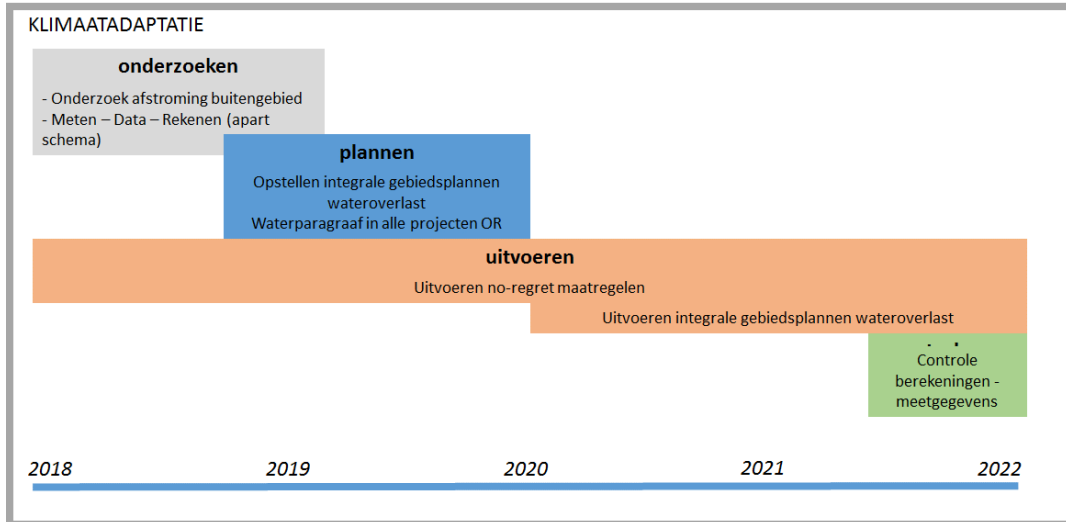 KLIMAATADAPTATIE
onderzoeken
- Onderzoek afstroming buitengebied
- Meten – Data – Rekenen (apart
schema)
plannen
Opstellen integrale gebiedsplannen
wateroverlast
Waterparagraaf in alle projecten OR
uitvoeren
Uitvoeren no-regret maatregelen
Uitvoeren integrale gebiedsplannen wateroverlast
Controle
berekeningen -
meetgegevens
2018 2019 2020 2021 2022